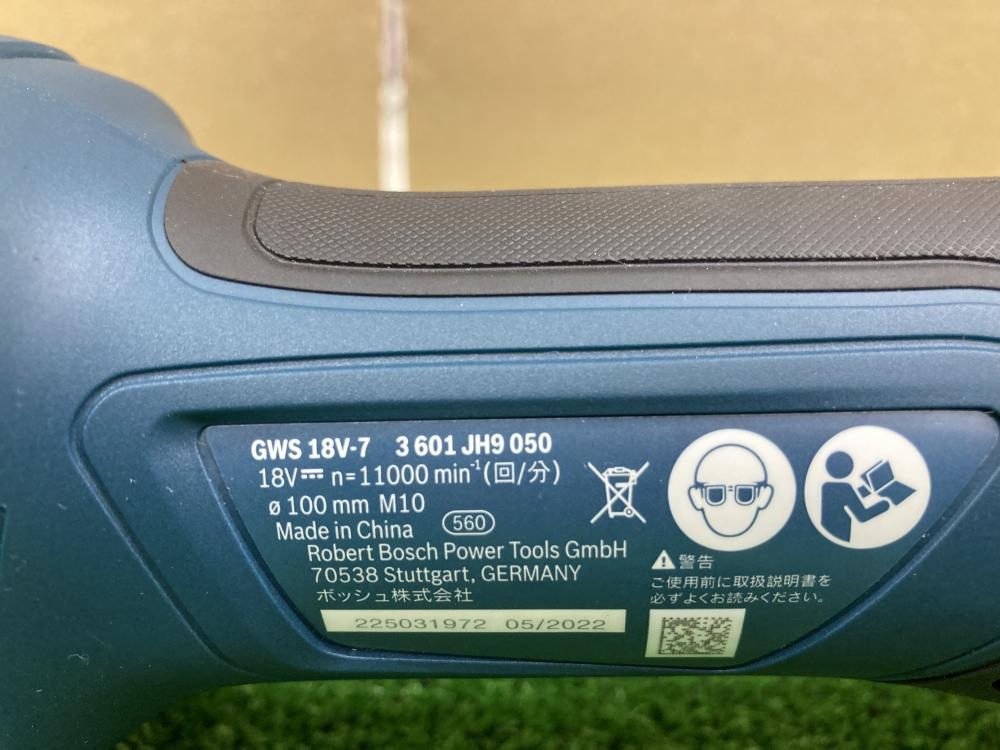 GWS 18V-7 3 601 JH9 050
18V n=11000 min⁻¹(回/分)
ø 100 mm M10
Made in China 560
Robert Bosch Power Tools GmbH
70538 Stuttgart, GERMANY
ボッシュ株式会社
225031972 05/2022
警告
ご使用前に取扱説明書を
必ずよくお読みください。